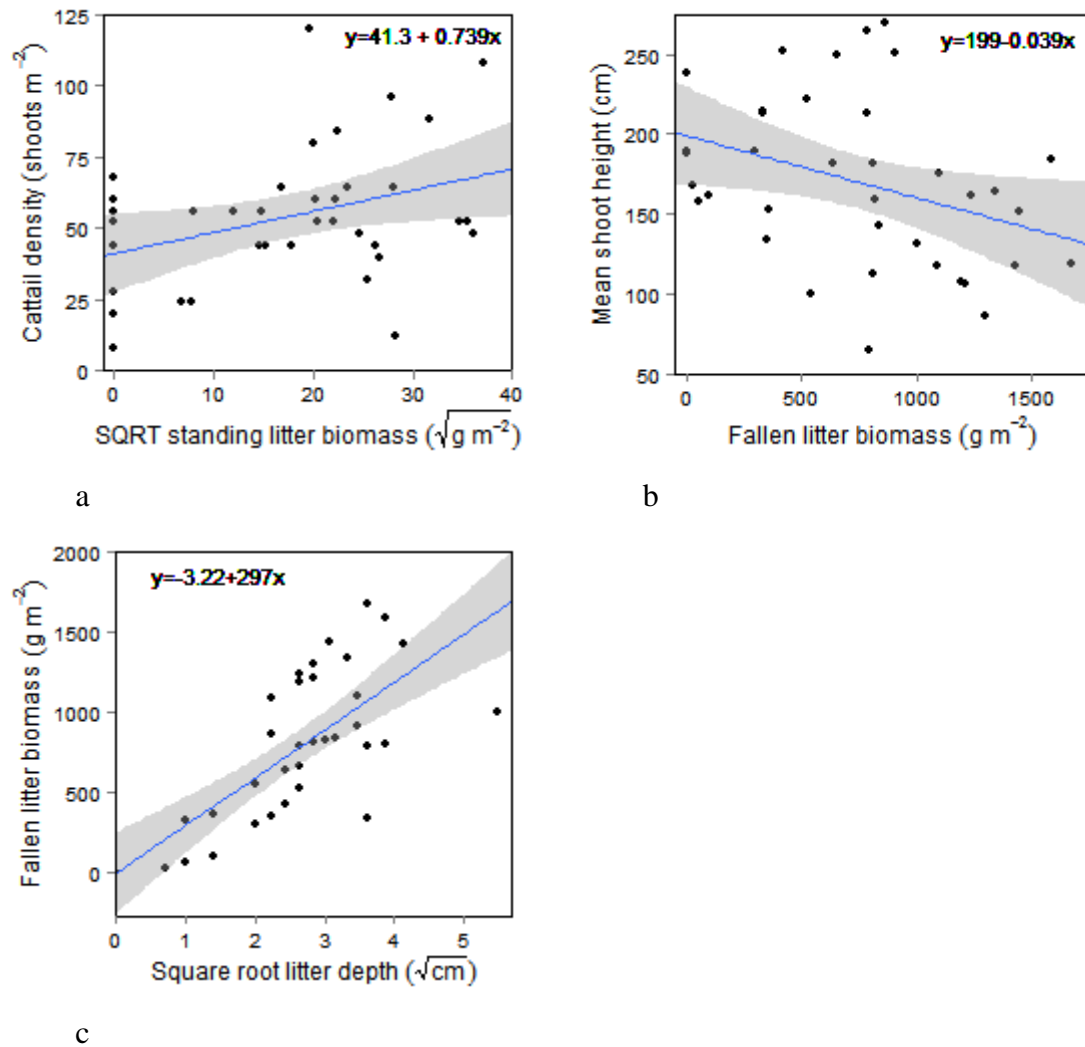 y=41.3 + 0.739x
Cattail density (shoots m⁻²)
125
100
75
50
25
0
0 10 20 30 40
SQRT standing litter biomass (√g m⁻²)
a
y=199-0.039x
Mean shoot height (cm)
250
200
150
100
50
0 500 1000 1500
Fallen litter biomass (g m⁻²)
b
y=-3.22+297x
Fallen litter biomass (g m⁻²)
2000
1500
1000
500
0
0 1 2 3 4 5
Square root litter depth (√cm)
c